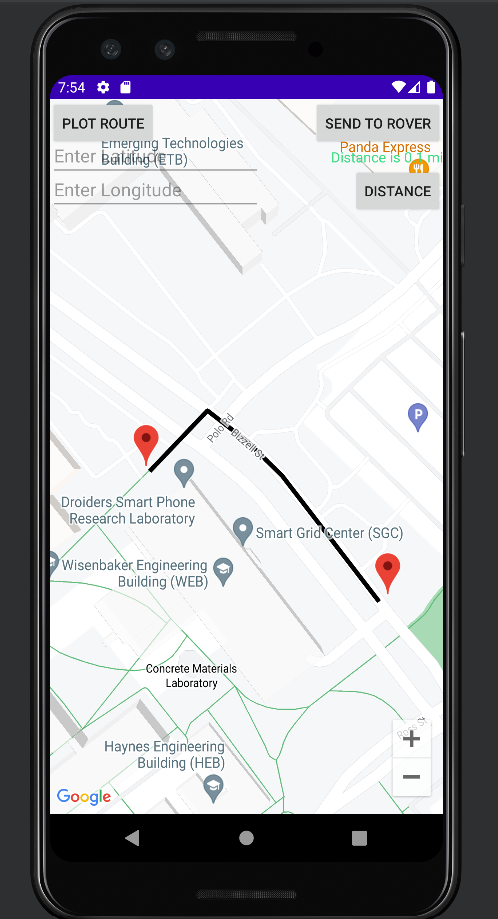 7:54
PLOT ROUTE
SEND TO ROVER
Emerging Technologies
Building (ETB)
Panda Express
Enter Latitude
Distance is 0.1 mi
Enter Longitude
DISTANCE
P
Polo Rd
Bizzell St
Droiders Smart Phone
Research Laboratory
Smart Grid Center (SGC)
Wisenbaker Engineering
Building (WEB)
Concrete Materials
Laboratory
Ross St
+
Haynes Engineering
Building (HEB)
−
Google